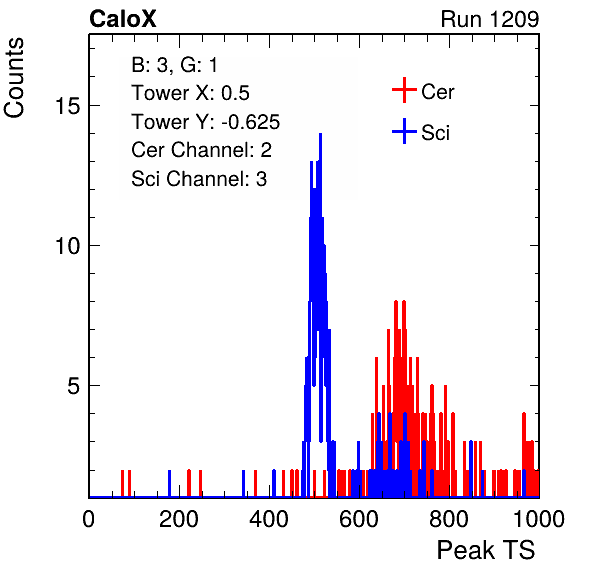 CaloX Run 1209
Counts
B: 3, G: 1
Tower X: 0.5
Tower Y: -0.625
Cer Channel: 2
Sci Channel: 3
Cer
Sci
15
10
5
0 200 400 600 800 1000
Peak TS